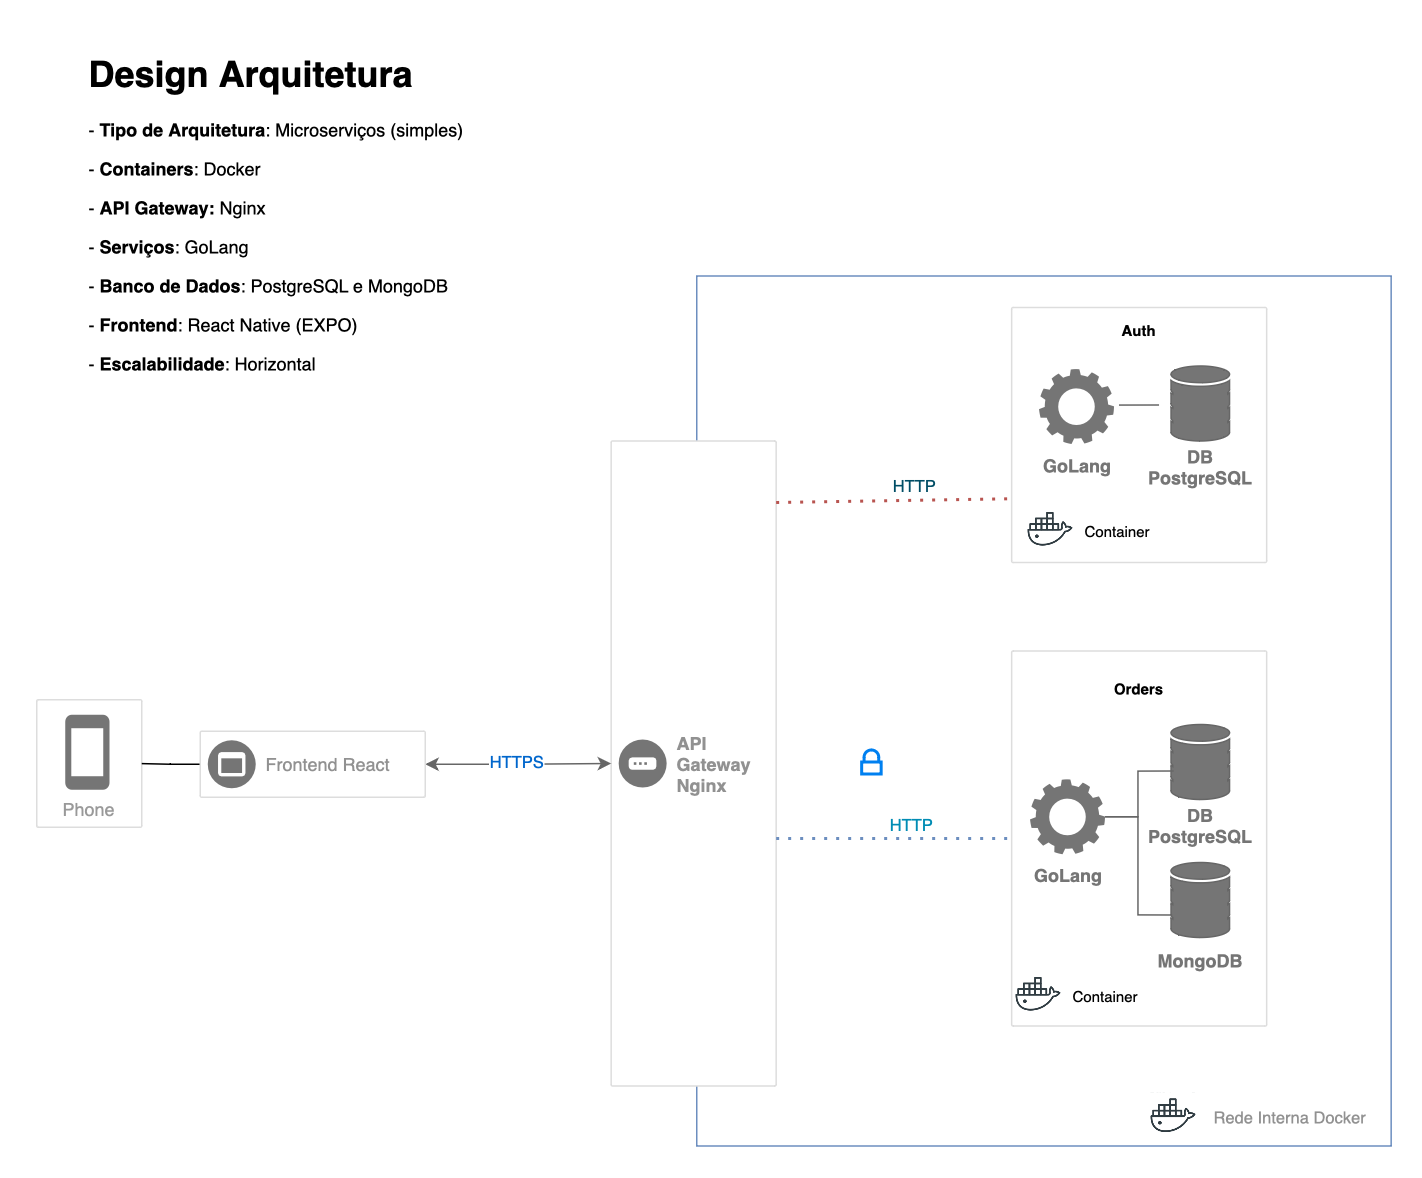 Design Arquitetura
- Tipo de Arquitetura: Microserviços (simples)
- Containers: Docker
- API Gateway: Nginx
- Serviços: GoLang
- Banco de Dados: PostgreSQL e MongoDB
- Frontend: React Native (EXPO)
- Escalabilidade: Horizontal
Auth
GoLang
DB
PostgreSQL
Container
HTTP
Phone
Frontend React
HTTPS
API
Gateway
Nginx
HTTP
Orders
GoLang
DB
PostgreSQL
MongoDB
Container
Rede Interna Docker